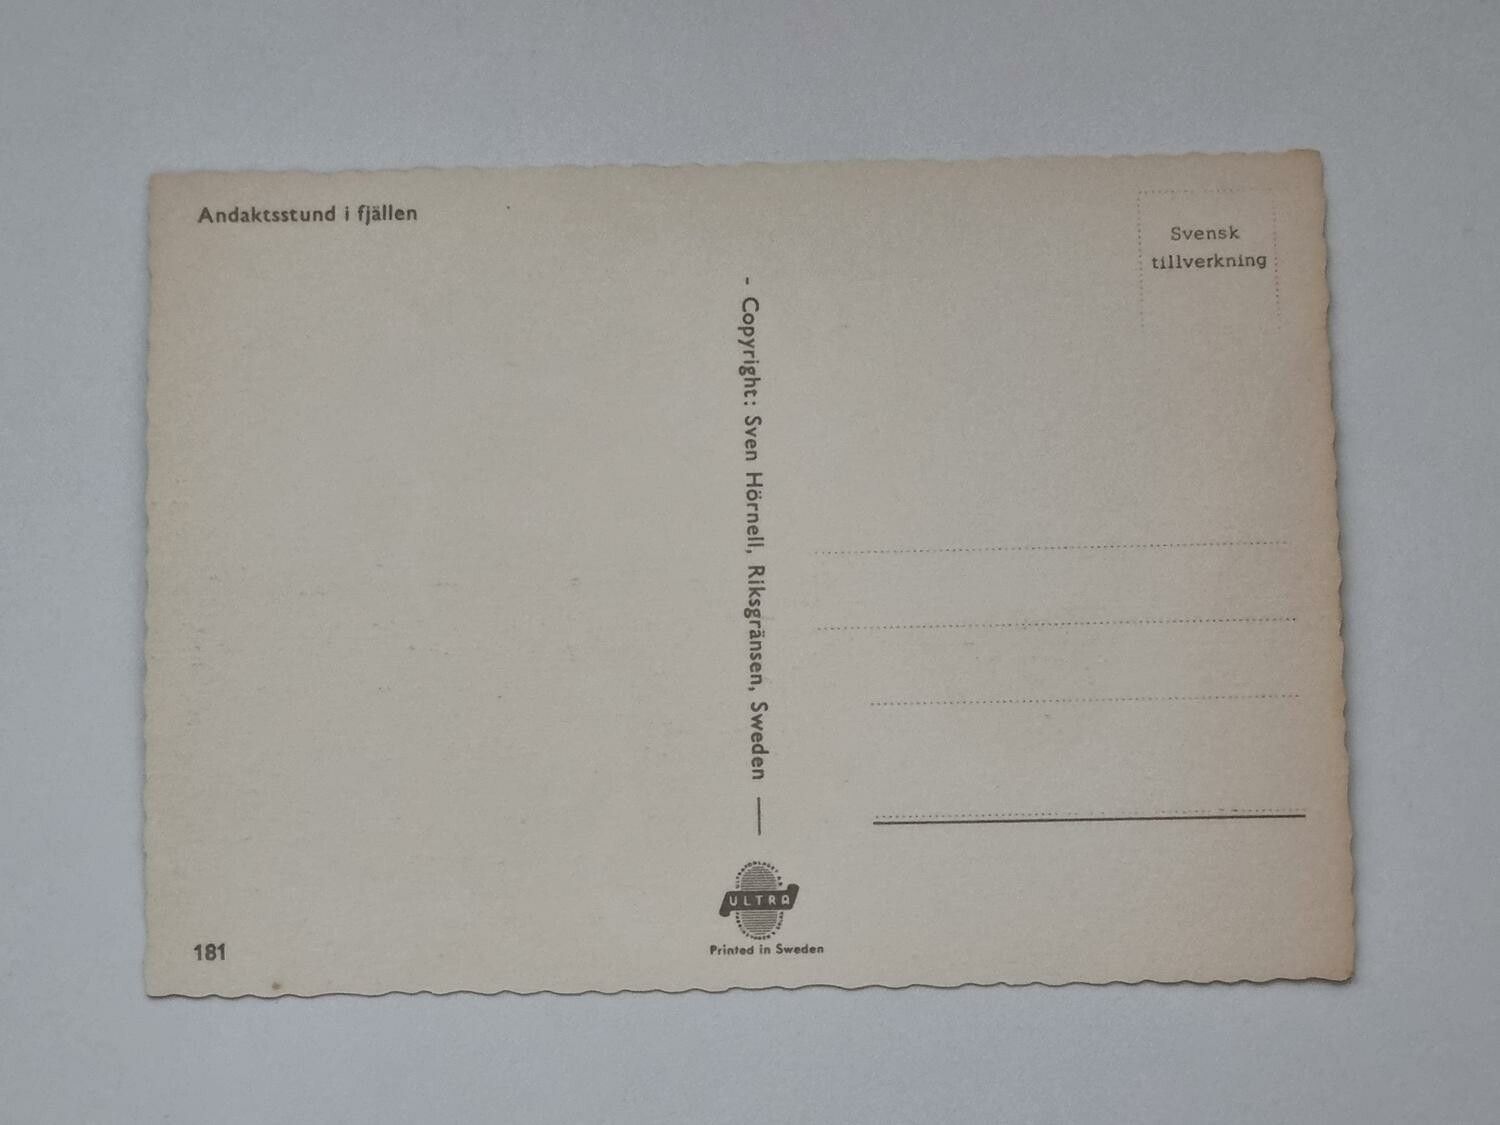 Andaktsstund i fjällen
Svensk
tillverkning
- Copyright: Sven Hörnell, Riksgränsen, Sweden —
ULTRA
Printed in Sweden
181